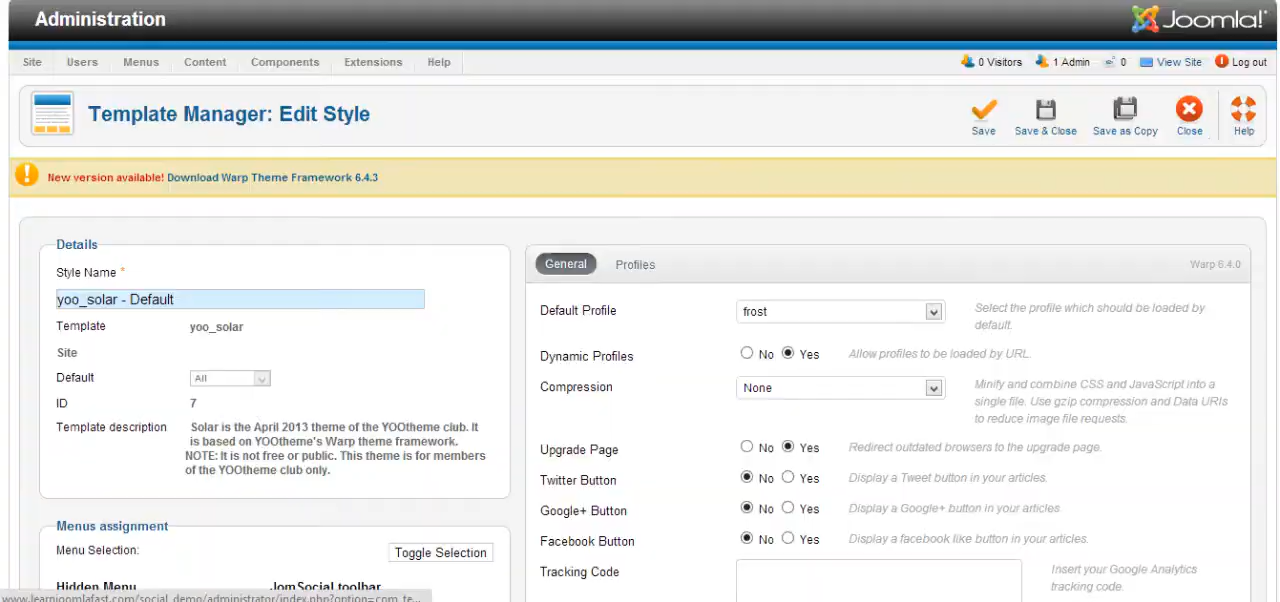 Administration
Joomla!
Site Users Menus Content Components Extensions Help
0 Visitors 1 Admin 0 View Site Log out
Template Manager: Edit Style
Save Save & Close Save as Copy Close Help
New version available! Download Warp Theme Framework 6.4.3
Details
Style Name *
yoo_solar - Default
Template yoo_solar
Site
Default All
ID 7
Template description Solar is the April 2013 theme of the YOOtheme club. It
is based on YOOtheme's Warp theme framework.
NOTE: It is not free or public. This theme is for members
of the YOOtheme club only.
Menus assignment
Menu Selection: Toggle Selection
Hidden Menu JomSocial toolbar
General Profiles Warp 6.4.0
Default Profile frost Select the profile which should be loaded by
default.
Dynamic Profiles No Yes Allow profiles to be loaded by URL.
Compression None Minify and combine CSS and JavaScript into a
single file. Use gzip compression and Data URIs
to reduce image file requests.
Upgrade Page No Yes Redirect outdated browsers to the upgrade page.
Twitter Button No Yes Display a Tweet button in your articles.
Google+ Button No Yes Display a Google+ button in your articles.
Facebook Button No Yes Display a facebook like button in your articles.
Tracking Code Insert your Google Analytics
tracking code.
www.learnjoomlafast.com/social_demo/administrator/index.php?option=com_te...